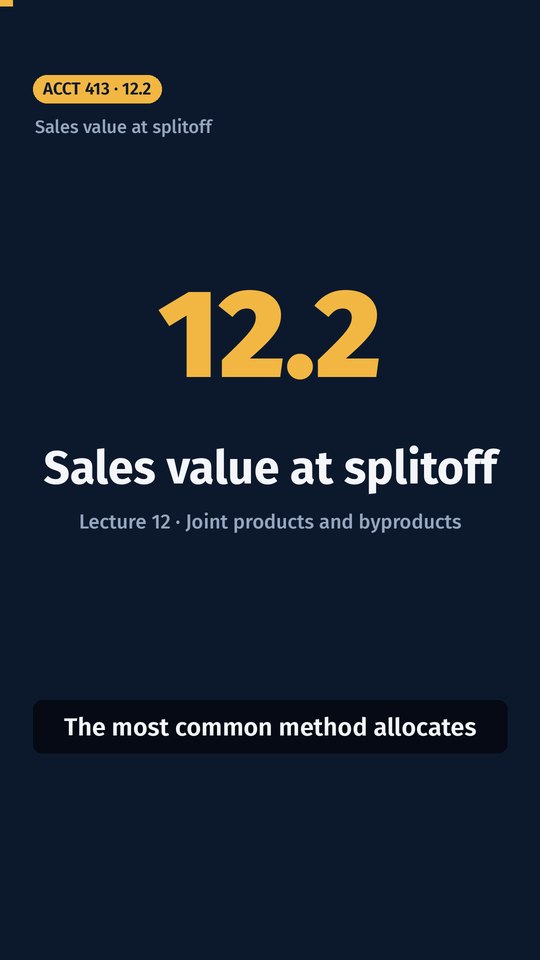 ACCT 413 · 12.2
Sales value at splitoff
12.2
Sales value at splitoff
Lecture 12 · Joint products and byproducts
The most common method allocates